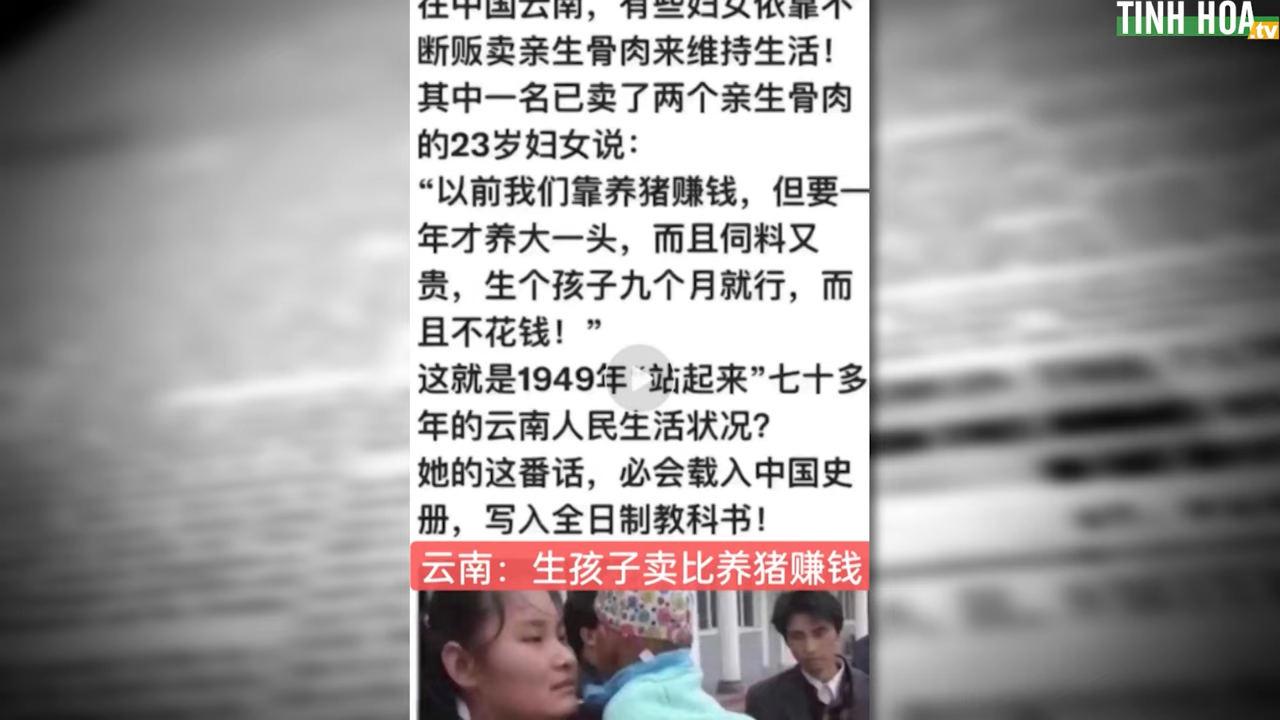 TINH HOA
.tv
在中国云南，有些妇女依靠不
断贩卖亲生骨肉来维持生活！
其中一名已卖了两个亲生骨肉
的23岁妇女说：
“以前我们靠养猪赚钱，但要一
年才养大一头，而且饲料又
贵，生个孩子九个月就行，而
且不花钱！”
这就是1949年“站起来”七十多
年的云南人民生活状况？
她的这番话，必会载入中国史
册，写入全日制教科书！
云南：生孩子卖比养猪赚钱